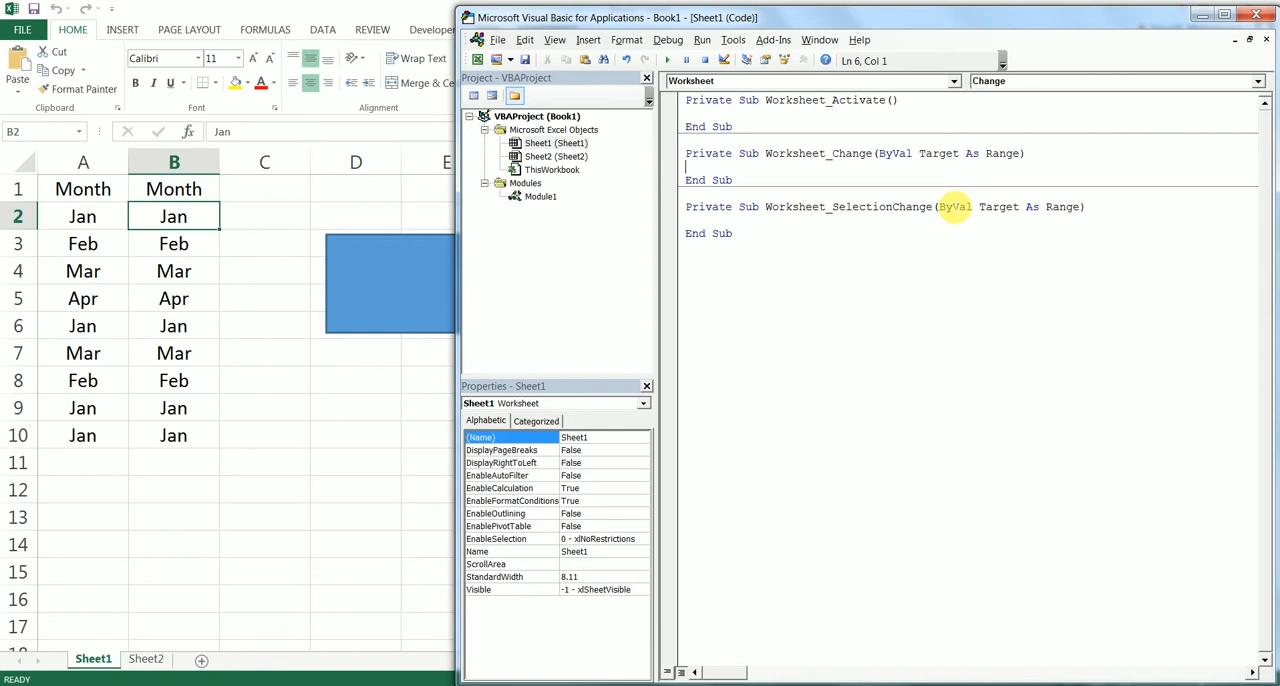 Microsoft Visual Basic for Applications - Book1 - [Sheet1 (Code)]
FILE HOME INSERT PAGE LAYOUT FORMULAS DATA REVIEW VIEW Developer
File Edit View Insert Format Debug Run Tools Add-Ins Window Help
Cut
Copy
Format Painter
Paste
Clipboard
Calibri 11
B I U
Font
Wrap Text
Merge & Ce
Alignment
Ln 6, Col 1
B2
fx Jan
A B C D E
1 Month Month
2 Jan Jan
3 Feb Feb
4 Mar Mar
5 Apr Apr
6 Jan Jan
7 Mar Mar
8 Feb Feb
9 Jan Jan
10 Jan Jan
11
12
13
14
15
16
17
Sheet1 Sheet2
READY
Project - VBAProject
VBAProject (Book1)
Microsoft Excel Objects
Sheet1 (Sheet1)
Sheet2 (Sheet2)
ThisWorkbook
Modules
Module1
Properties - Sheet1
Sheet1 Worksheet
Alphabetic Categorized
(Name) Sheet1
DisplayPageBreaks False
DisplayRightToLeft False
EnableAutoFilter False
EnableCalculation True
EnableFormatConditions True
EnableOutlining False
EnablePivotTable False
EnableSelection 0 - xlNoRestrictions
Name Sheet1
ScrollArea
StandardWidth 8.11
Visible -1 - xlSheetVisible
Worksheet Change
Private Sub Worksheet_Activate()
End Sub
Private Sub Worksheet_Change(ByVal Target As Range)
End Sub
Private Sub Worksheet_SelectionChange(ByVal Target As Range)
End Sub